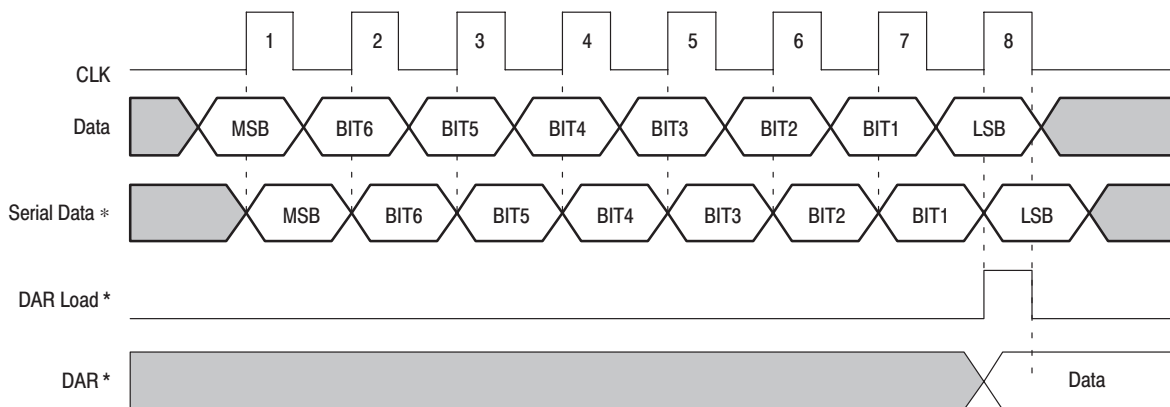 1 2 3 4 5 6 7 8
CLK
Data MSB BIT6 BIT5 BIT4 BIT3 BIT2 BIT1 LSB
Serial Data * MSB BIT6 BIT5 BIT4 BIT3 BIT2 BIT1 LSB
DAR Load *
DAR * Data